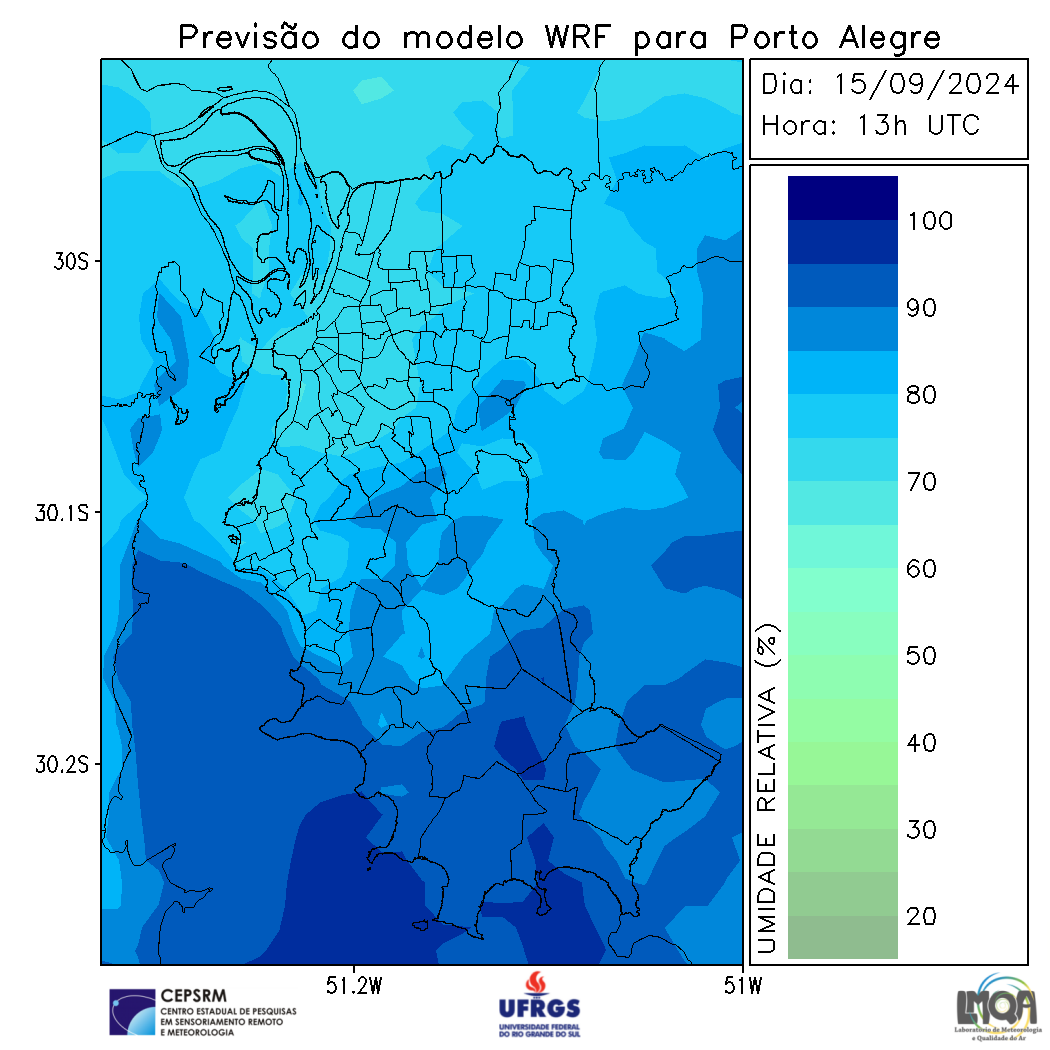 Previsão do modelo WRF para Porto Alegre
Dia: 15/09/2024
Hora: 13h UTC
30S
30.1S
30.2S
51.2W
51W
100
90
80
70
60
50
40
30
20
UMIDADE RELATIVA (%)
CEPSRM
CENTRO ESTADUAL DE PESQUISAS
EM SENSORIAMENTO REMOTO
E METEOROLOGIA
UFRGS
UNIVERSIDADE FEDERAL
DO RIO GRANDE DO SUL
LMQA
Laboratório de Meteorologia
e Qualidade do Ar